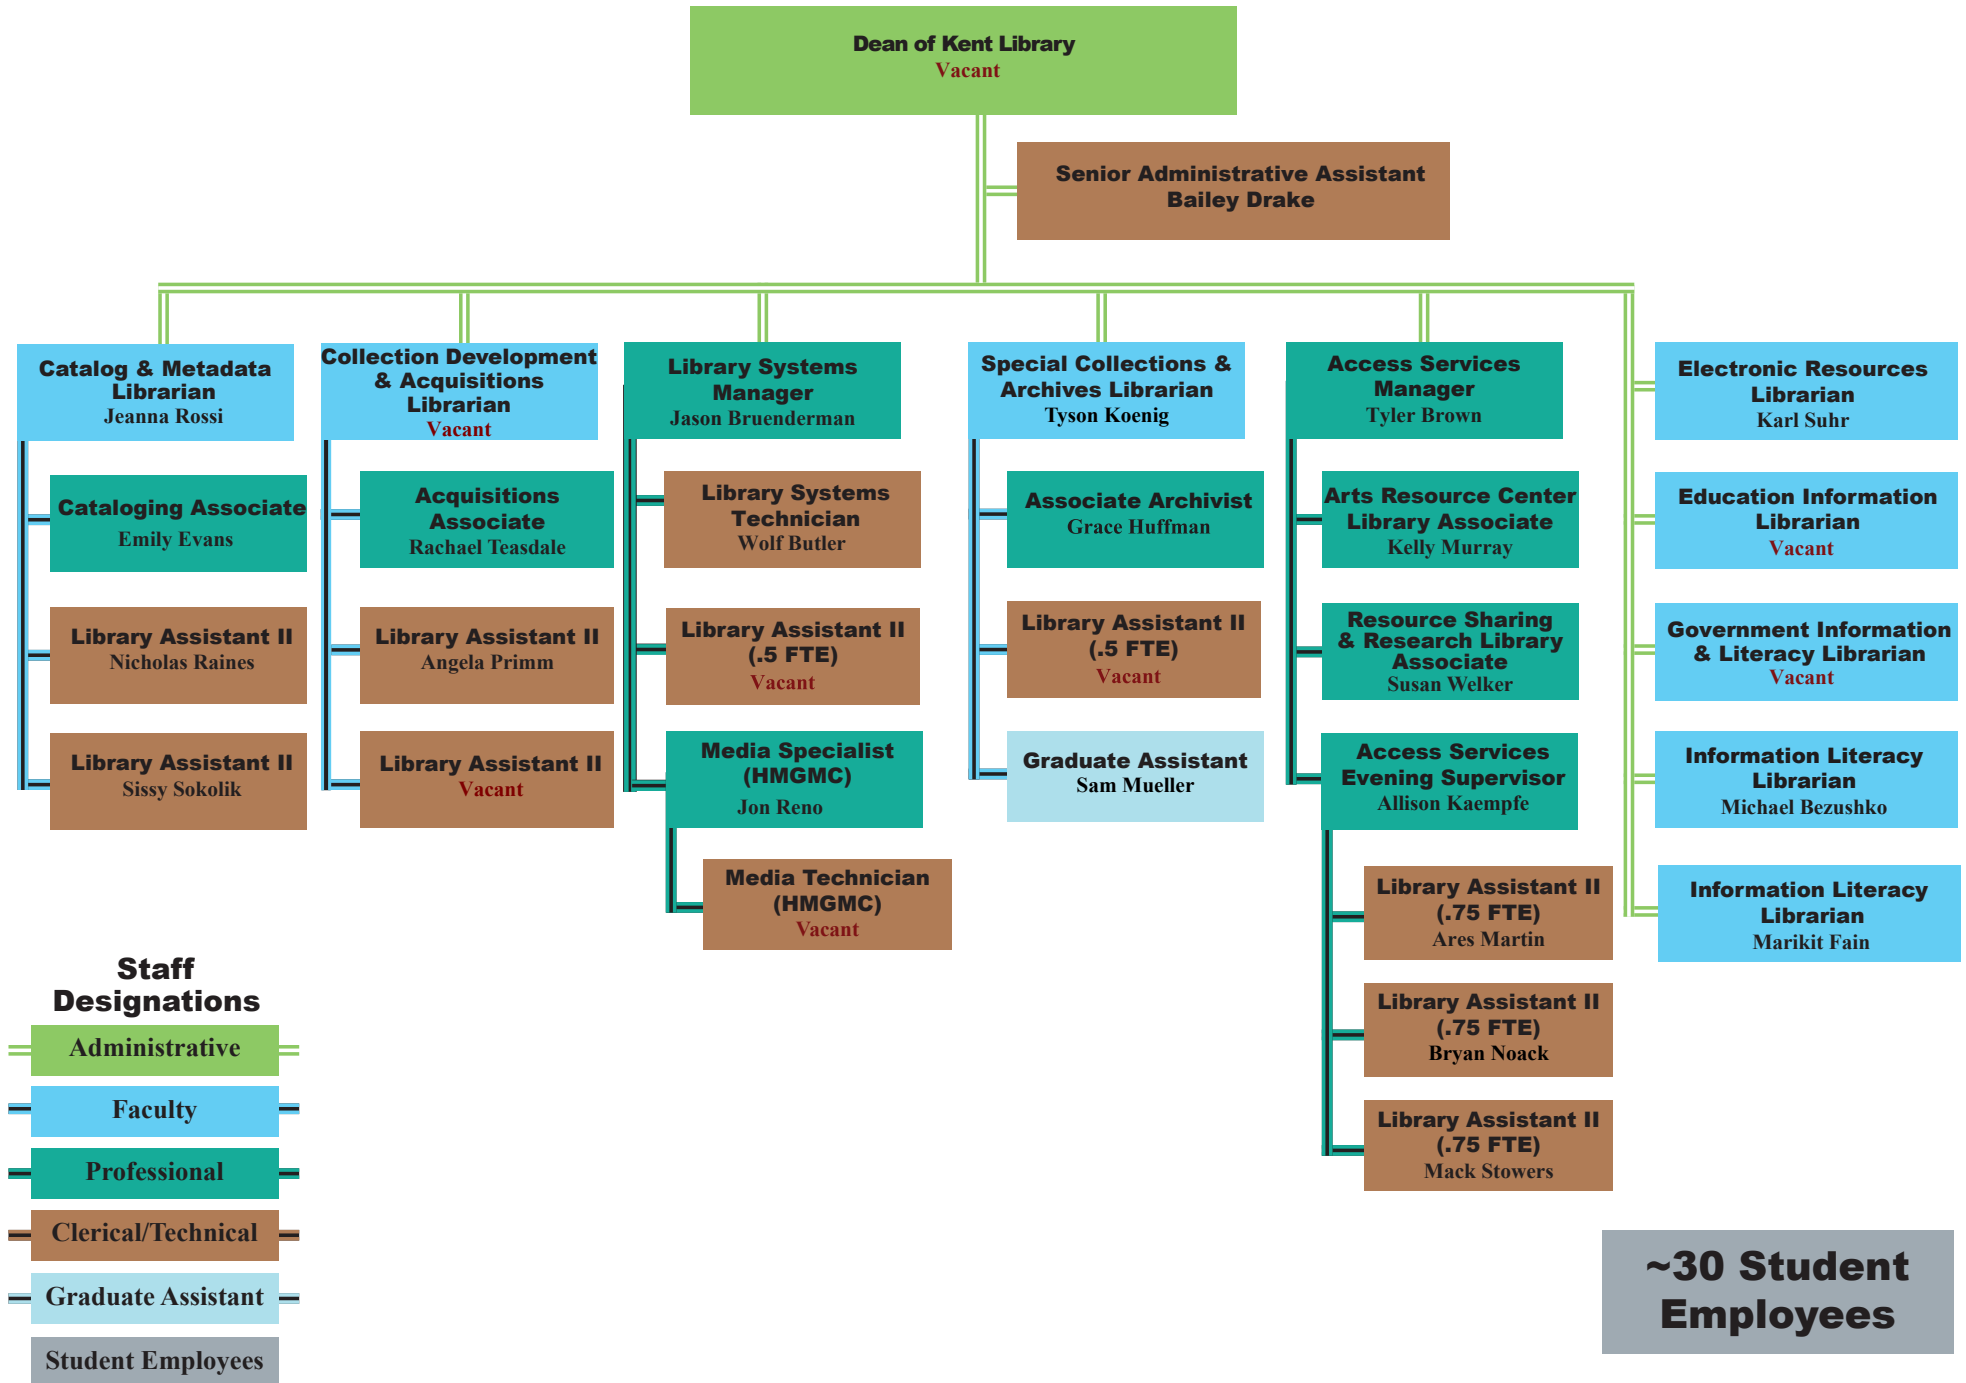 Dean of Kent Library
Vacant
Senior Administrative Assistant
Bailey Drake
Catalog & Metadata
Librarian
Jeanna Rossi
Cataloging Associate
Emily Evans
Library Assistant II
Nicholas Raines
Library Assistant II
Sissy Sokolik
Collection Development
& Acquisitions
Librarian
Vacant
Acquisitions
Associate
Rachael Teasdale
Library Assistant II
Angela Primm
Library Assistant II
Vacant
Library Systems
Manager
Jason Bruenderman
Library Systems
Technician
Wolf Butler
Library Assistant II
(.5 FTE)
Vacant
Media Specialist
(HMGMC)
Jon Reno
Media Technician
(HMGMC)
Vacant
Special Collections &
Archives Librarian
Tyson Koenig
Associate Archivist
Grace Huffman
Library Assistant II
(.5 FTE)
Vacant
Graduate Assistant
Sam Mueller
Access Services
Manager
Tyler Brown
Arts Resource Center
Library Associate
Kelly Murray
Resource Sharing
& Research Library
Associate
Susan Welker
Access Services
Evening Supervisor
Allison Kaempfe
Library Assistant II
(.75 FTE)
Ares Martin
Library Assistant II
(.75 FTE)
Bryan Noack
Library Assistant II
(.75 FTE)
Mack Stowers
Electronic Resources
Librarian
Karl Suhr
Education Information
Librarian
Vacant
Government Information
& Literacy Librarian
Vacant
Information Literacy
Librarian
Michael Bezushko
Information Literacy
Librarian
Marikit Fain
Staff
Designations
Administrative
Faculty
Professional
Clerical/Technical
Graduate Assistant
Student Employees
~30 Student
Employees